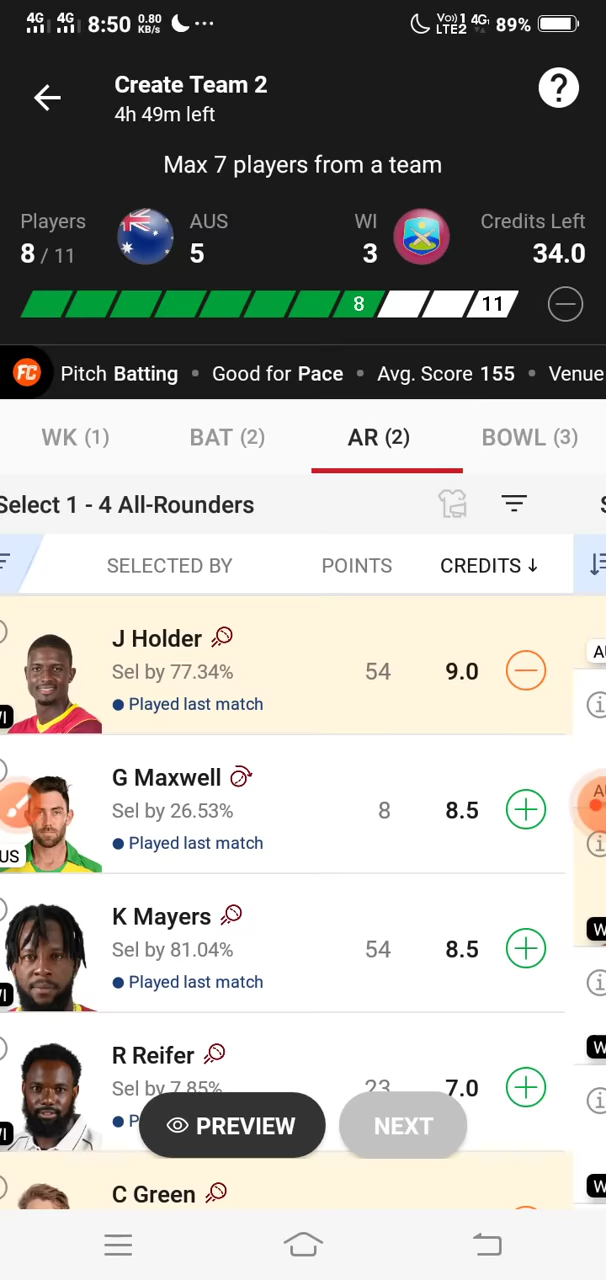 4G 4G 8:50 0.80 KB/s ... Vo) 1 LTE2 4G 89%
Create Team 2
4h 49m left
?
Max 7 players from a team
Players AUS WI Credits Left
8 / 11 5 3 34.0
8 11
FC Pitch Batting • Good for Pace • Avg. Score 155 • Venue
WK (1) BAT (2) AR (2) BOWL (3)
Select 1 - 4 All-Rounders
SELECTED BY POINTS CREDITS ↓
J Holder
Sel by 77.34% 54 9.0
Played last match
WI
G Maxwell
Sel by 26.53% 8 8.5
Played last match
US
K Mayers
Sel by 81.04% 54 8.5
Played last match
WI
R Reifer
Sel by 7.85% 23 7.0
WI
PREVIEW NEXT
C Green